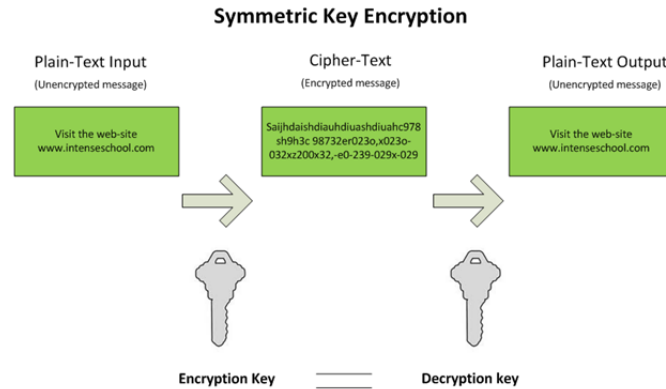 Symmetric Key Encryption
Plain-Text Input
(Unencrypted message)
Cipher-Text
(Encrypted message)
Plain-Text Output
(Unencrypted message)
Visit the web-site
www.intenseschool.com
Saijhdaishdiauhdiuashdiuahc978
sh9h3c 98732er023o,x023o-
032xz200x32,-e0-239-029x-029
Visit the web-site
www.intenseschool.com
Encryption Key
Decryption key